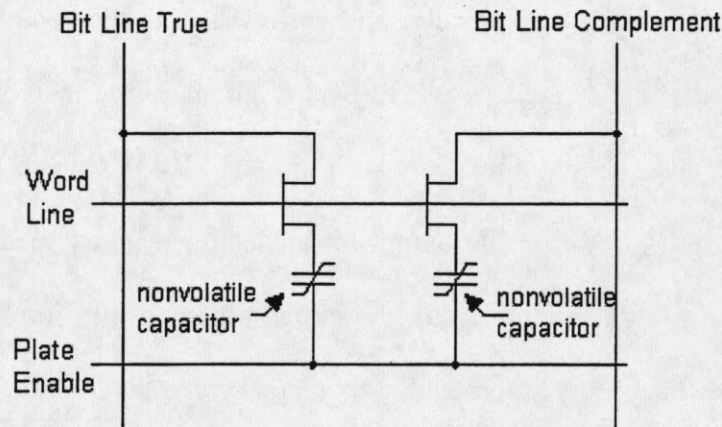 Bit Line True
Bit Line Complement
Word
Line
nonvolatile
capacitor
nonvolatile
capacitor
Plate
Enable